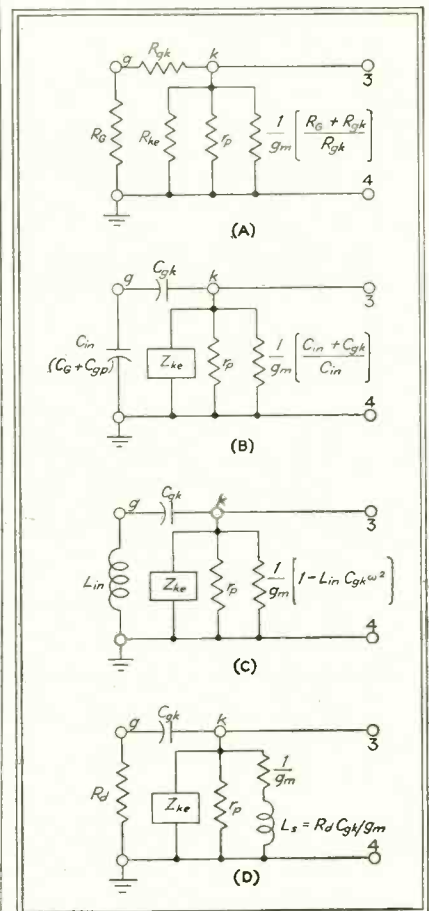 g R_gk k 3
R_G R_ke r_p 1/g_m [R_G + R_gk / R_gk]
4
(A)
g C_gk k 3
C_in (C_G + C_gp) Z_ke r_p 1/g_m [C_in + C_gk / C_in]
4
(B)
g C_gk k 3
L_in Z_ke r_p 1/g_m [1 - L_in C_gk ω²]
4
(C)
g C_gk k 3
1/g_m
R_d Z_ke r_p L_s = R_d C_gk/g_m
4
(D)